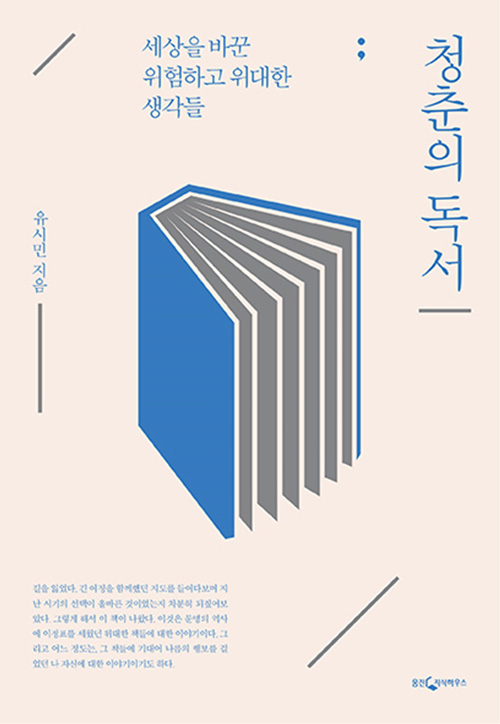 청춘의 독서
;
세상을 바꾼
위험하고 위대한
생각들
유시민 지음
길을 잃었다. 긴 여정을 함께했던 지도를 들여다보며 지
난 시기의 선택이 올바른 것이었는지 차분히 되짚어보
았다. 그렇게 해서 이 책이 나왔다. 이것은 문명의 역사
에 이정표를 세웠던 위대한 책들에 대한 이야기이다. 그
리고 어느 정도는, 그 책들에 기대어 나름의 행보를 걸
었던 나 자신에 대한 이야기이기도 하다.
웅진지식하우스